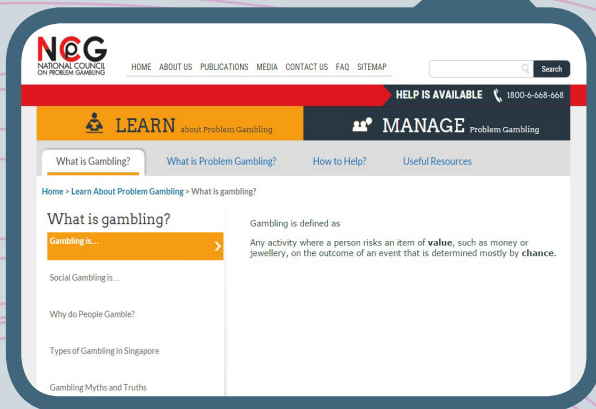 NCPG
NATIONAL COUNCIL
ON PROBLEM GAMBLING
HOME ABOUT US PUBLICATIONS MEDIA CONTACT US FAQ SITEMAP
Search
HELP IS AVAILABLE 1800-6-668-668
LEARN about Problem Gambling
MANAGE Problem Gambling
What is Gambling? What is Problem Gambling? How to Help? Useful Resources
Home > Learn About Problem Gambling > What is gambling?
What is gambling?
Gambling is...
Social Gambling is...
Why do People Gamble?
Types of Gambling in Singapore
Gambling Myths and Truths
Gambling is defined as
Any activity where a person risks an item of value, such as money or
jewellery, on the outcome of an event that is determined mostly by chance.